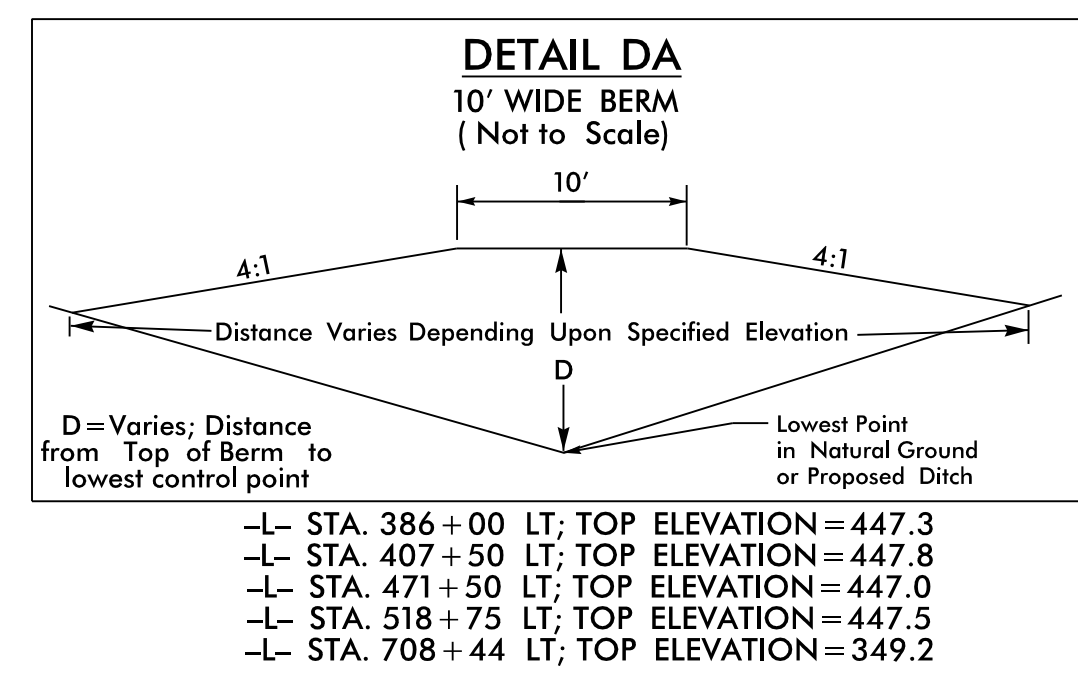 DETAIL DA
10' WIDE BERM
( Not to Scale)
10'
4:1
4:1
Distance Varies Depending Upon Specified Elevation
D
D=Varies; Distance
from Top of Berm to
lowest control point
Lowest Point
in Natural Ground
or Proposed Ditch
–L– STA. 386+00 LT; TOP ELEVATION=447.3
–L– STA. 407+50 LT; TOP ELEVATION=447.8
–L– STA. 471+50 LT; TOP ELEVATION=447.0
–L– STA. 518+75 LT; TOP ELEVATION=447.5
–L– STA. 708+44 LT; TOP ELEVATION=349.2